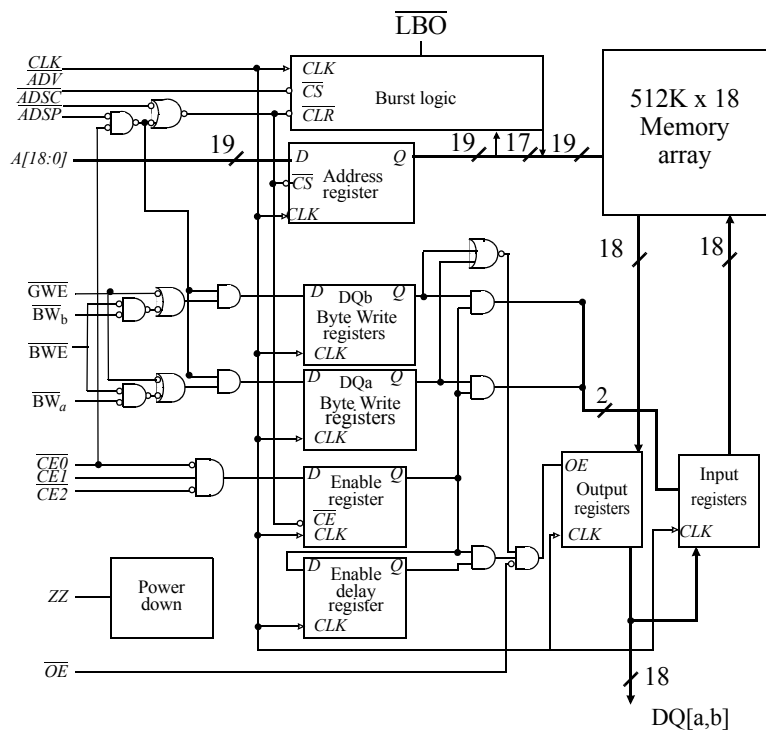 LBO
CLK
ADV
ADSC
ADSP
CLK
CS
CLR
Burst logic
512K x 18
Memory
array
A[18:0]
19
D
Q
Address
register
CS
CLK
19
17
19
18
18
GWE
BWb
BWE
BWa
D
DQb
Q
Byte Write
registers
CLK
D
DQa
Q
Byte Write
registers
CLK
2
CE0
CE1
CE2
D
Enable
Q
register
CE
CLK
OE
Output
registers
CLK
Input
registers
CLK
D
Enable
Q
delay
register
CLK
ZZ
Power
down
OE
18
DQ[a,b]